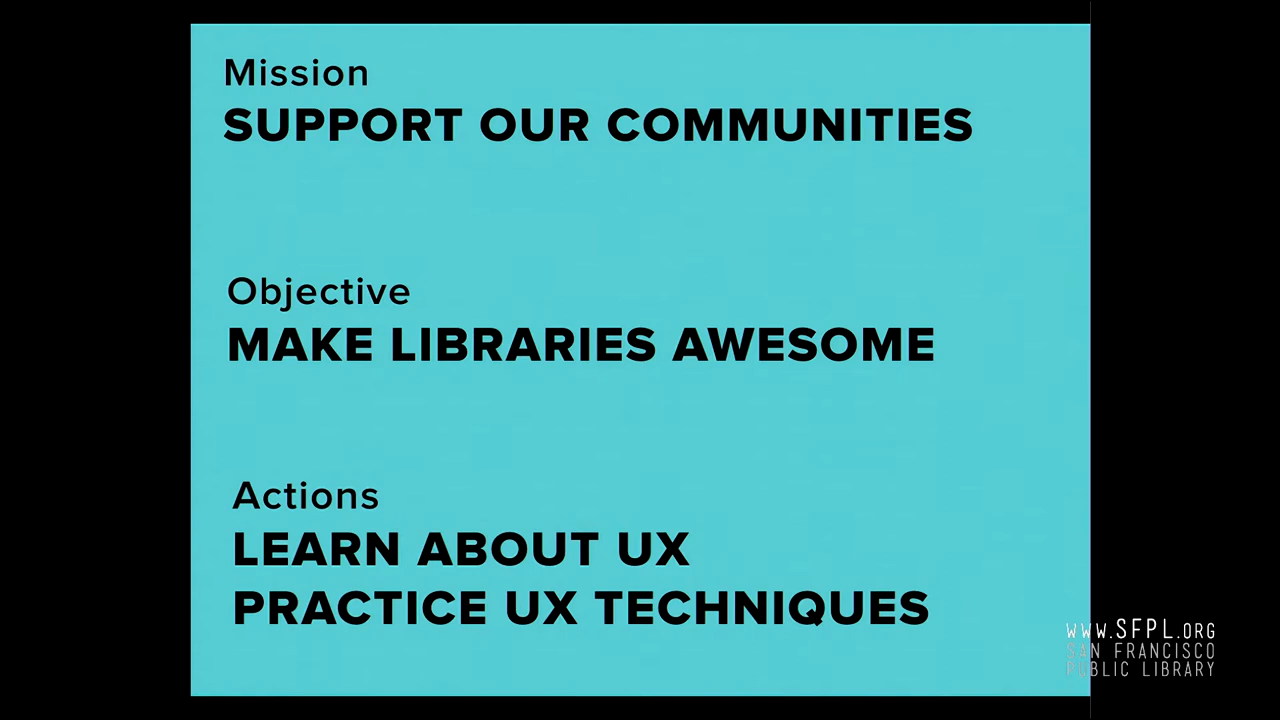 Mission
SUPPORT OUR COMMUNITIES
Objective
MAKE LIBRARIES AWESOME
Actions
LEARN ABOUT UX
PRACTICE UX TECHNIQUES
WWW.SFPL.ORG
SAN FRANCISCO
PUBLIC LIBRARY